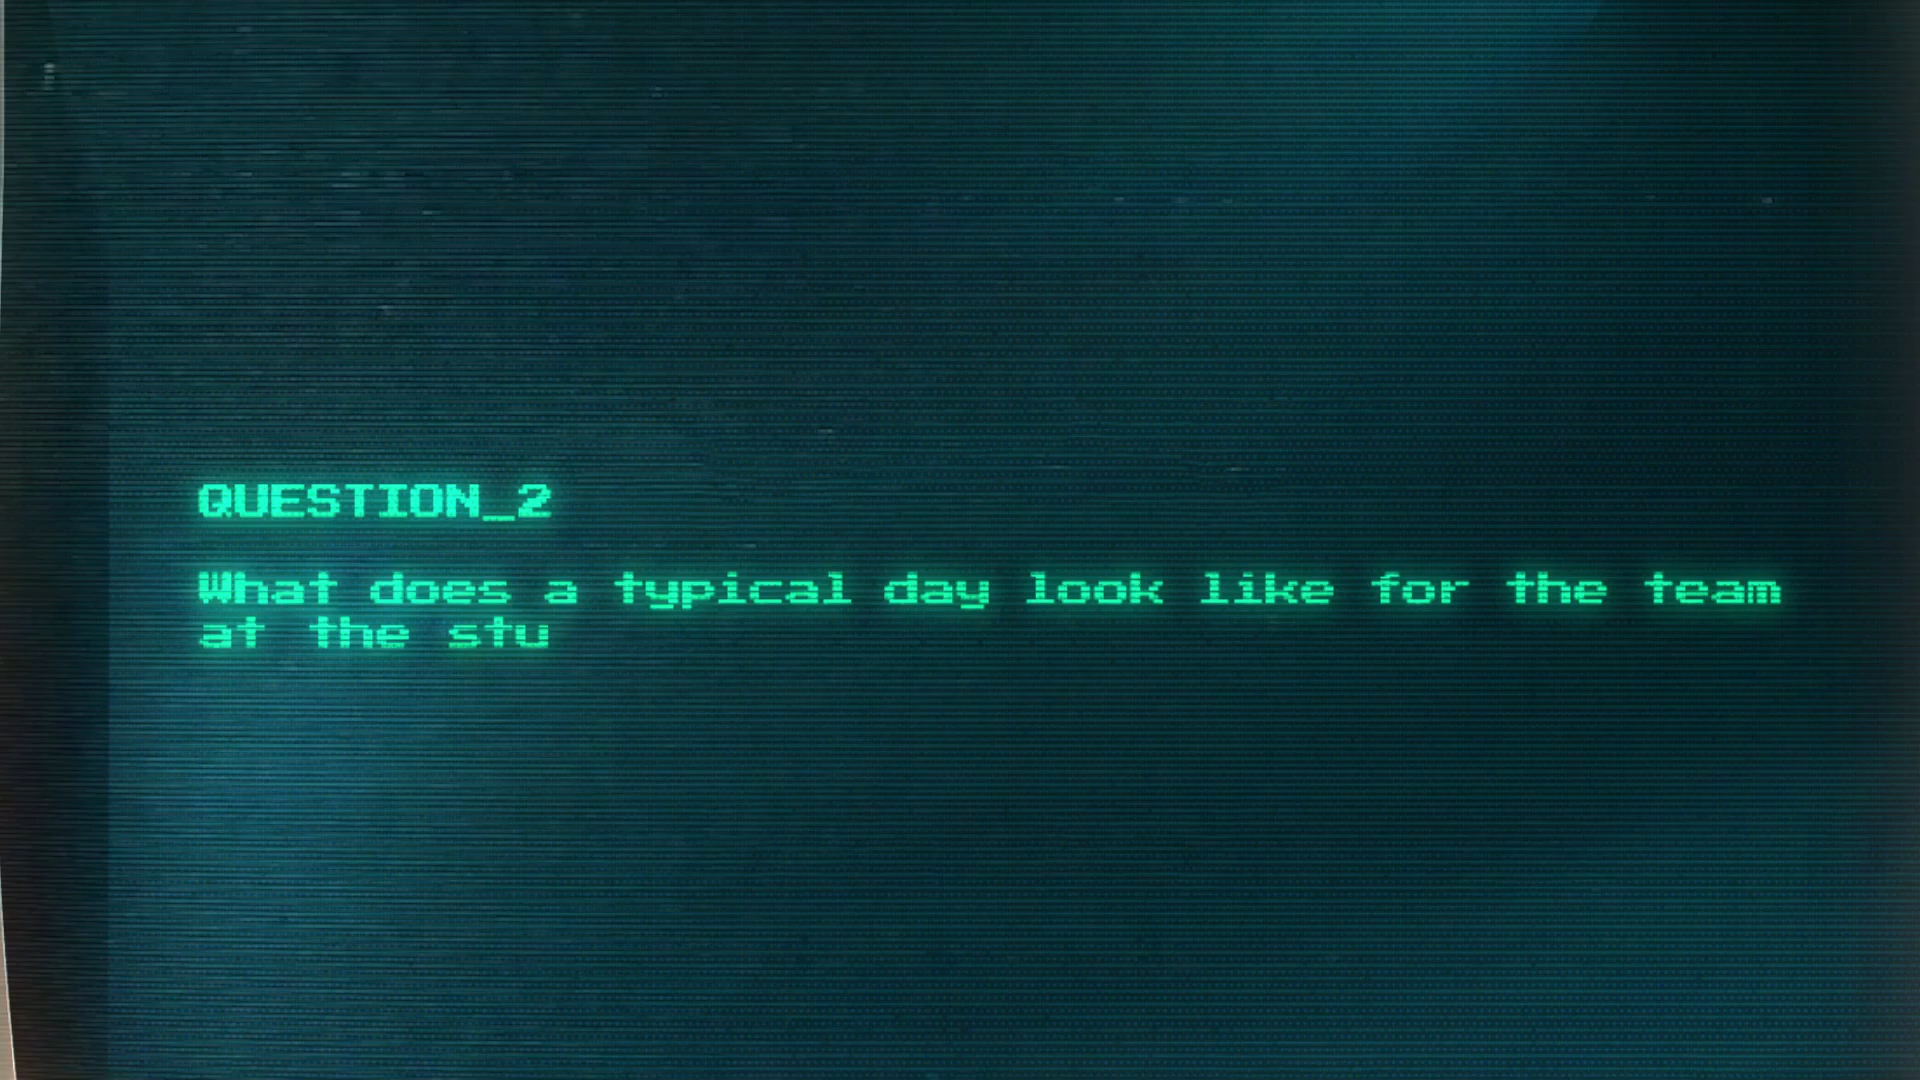 QUESTION_2
What does a typical day look like for the team
at the stu